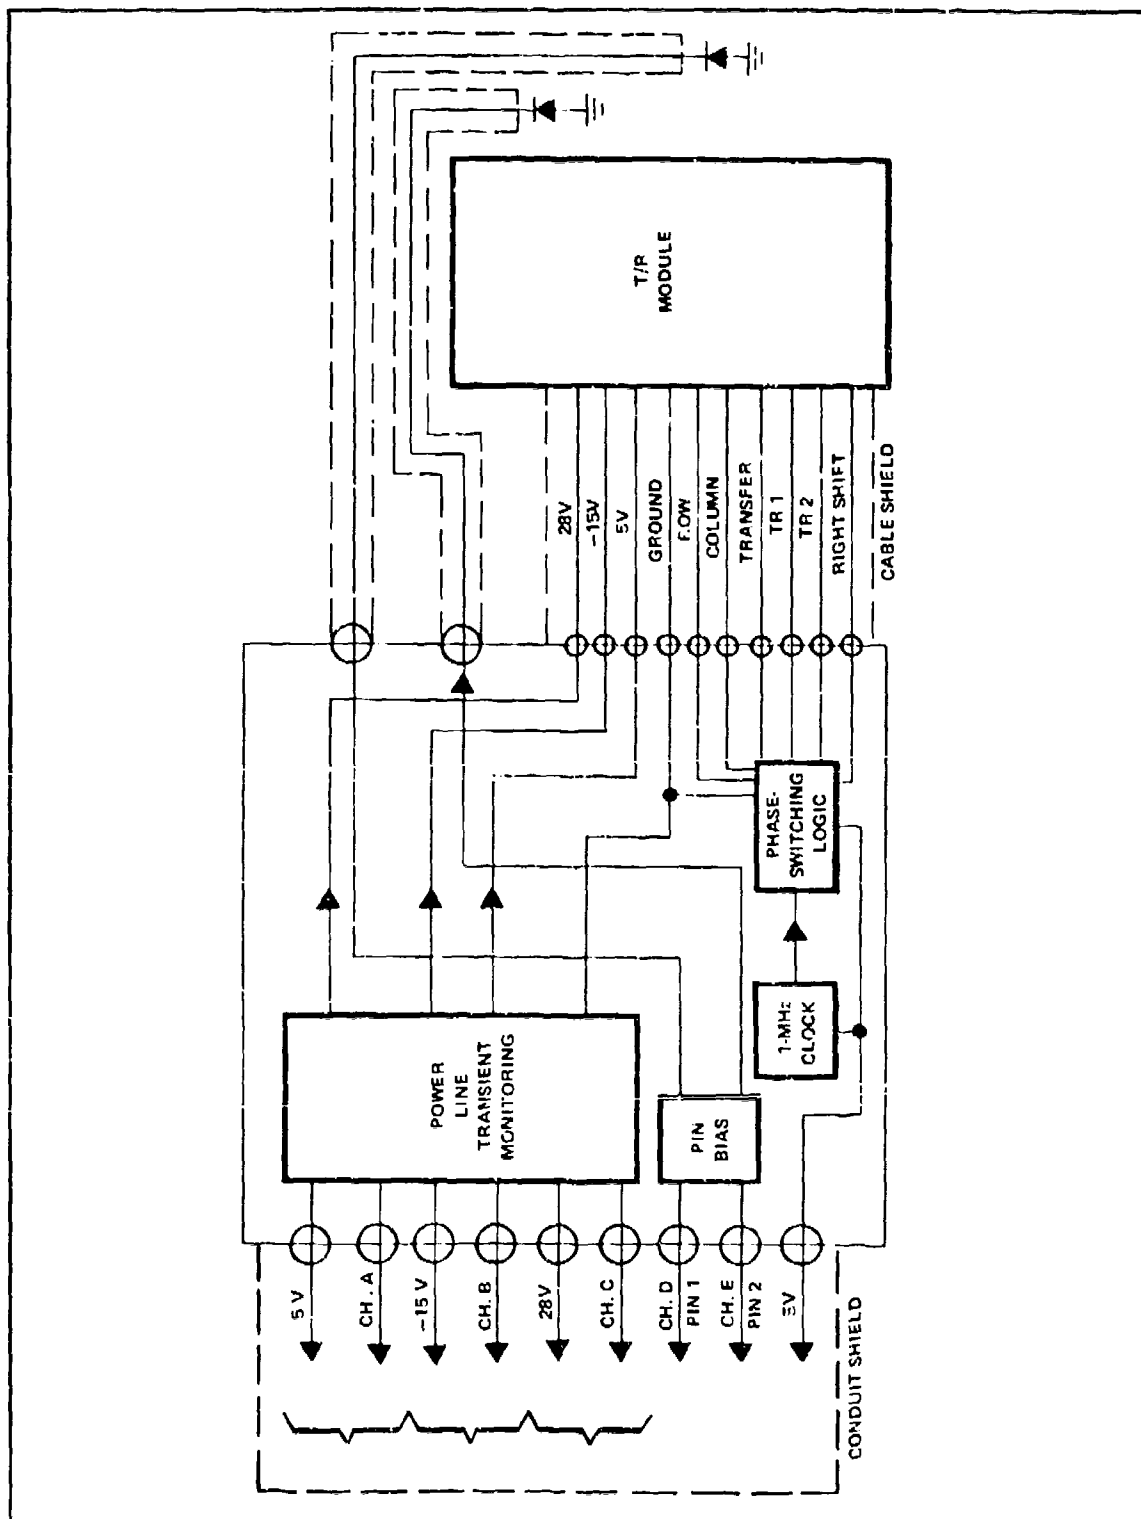 5 V
CH. A
-15 V
CH. B
28V
CH. C
CH. D
PIN 1
CH. E
PIN 2
5V
CONDUIT SHIELD
POWER
LINE
TRANSIENT
MONITORING
PIN
BIAS
1-MHz
CLOCK
PHASE-
SWITCHING
LOGIC
28V
-15V
5V
GROUND
ROW
COLUMN
TRANSFER
TR 1
TR 2
RIGHT SHIFT
CABLE SHIELD
T/R
MODULE